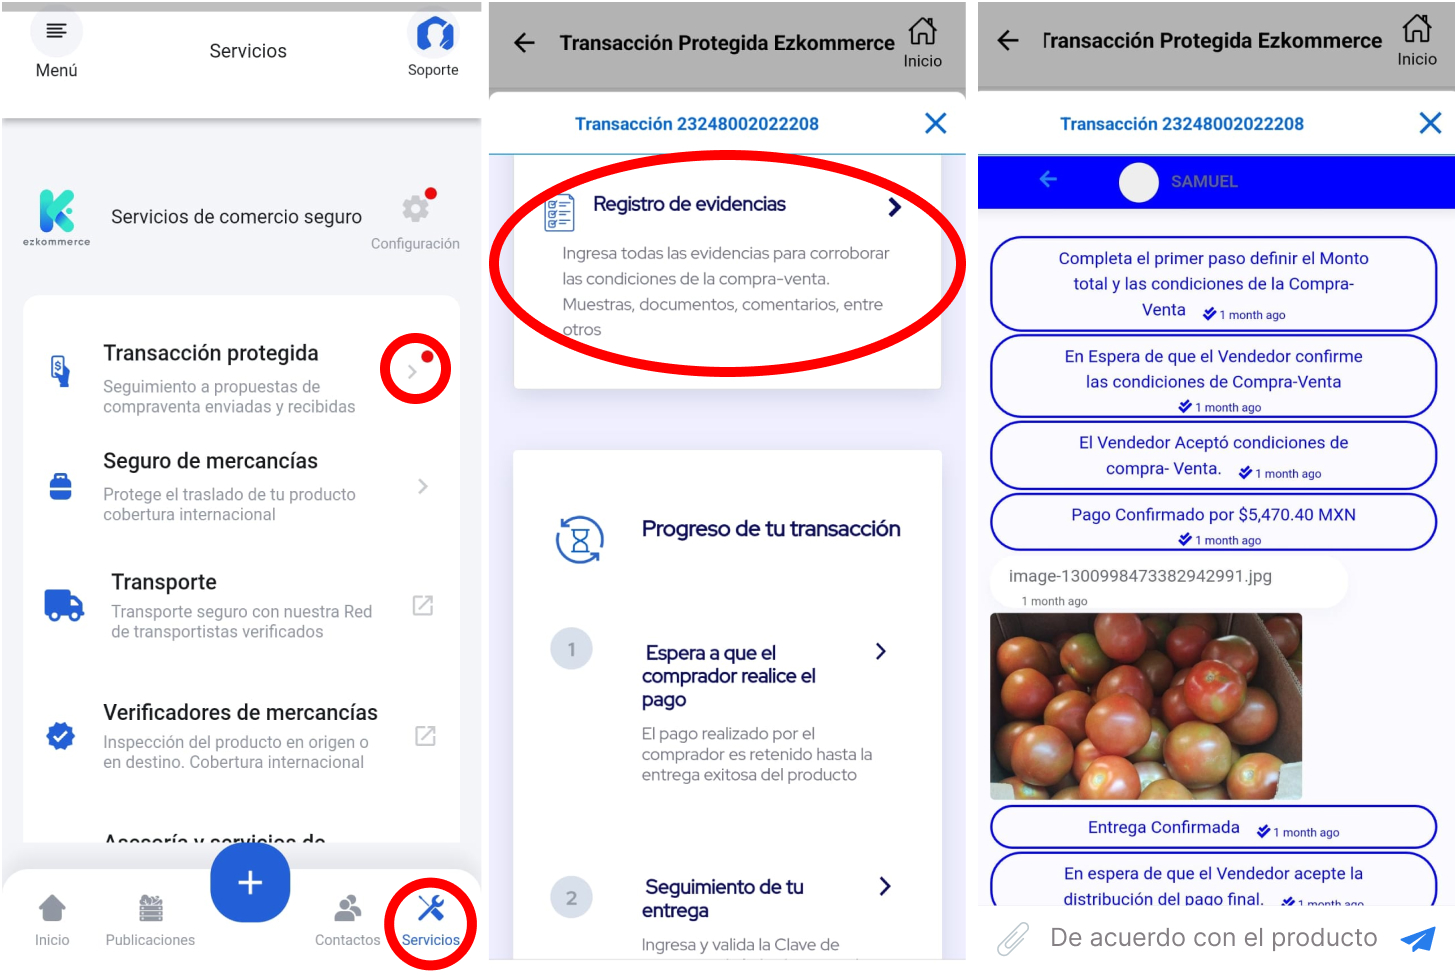 Menú
Servicios
Soporte
ezkommerce
Servicios de comercio seguro
Configuración
Transacción protegida
Seguimiento a propuestas de
compraventa enviadas y recibidas
Seguro de mercancías
Protege el traslado de tu producto
cobertura internacional
Transporte
Transporte seguro con nuestra Red
de transportistas verificados
Verificadores de mercancías
Inspección del producto en origen o
en destino. Cobertura internacional
Asesoría y servicios de
+
Inicio
Publicaciones
Contactos
Servicios
Transacción Protegida Ezkommerce
Inicio
Transacción 23248002022208
Registro de evidencias
Ingresa todas las evidencias para corroborar
las condiciones de la compra-venta.
Muestras, documentos, comentarios, entre
otros
Progreso de tu transacción
1
Espera a que el
comprador realice el
pago
El pago realizado por el
comprador es retenido hasta la
entrega exitosa del producto
2
Seguimiento de tu
entrega
Ingresa y valida la Clave de
Transacción Protegida Ezkommerce
Inicio
Transacción 23248002022208
SAMUEL
Completa el primer paso definir el Monto
total y las condiciones de la Compra-
Venta 1 month ago
En Espera de que el Vendedor confirme
las condiciones de Compra-Venta
1 month ago
El Vendedor Aceptó condiciones de
compra- Venta. 1 month ago
Pago Confirmado por $5,470.40 MXN
1 month ago
image-1300998473382942991.jpg
1 month ago
Entrega Confirmada 1 month ago
En espera de que el Vendedor acepte la
distribución del pago final. 1 month ago
De acuerdo con el producto